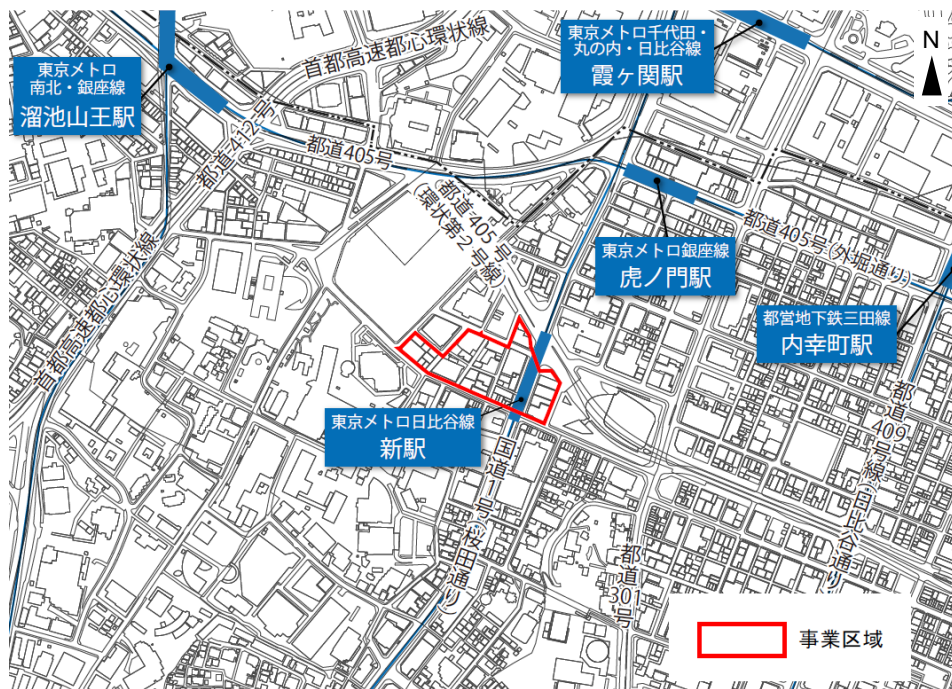 東京メトロ千代田・
丸の内・日比谷線
霞ヶ関駅
N
首都高速都心環状線
東京メトロ
南北・銀座線
溜池山王駅
都道412号
都道405号
都道405号
(環状第2号線)
都道405号(外堀通り)
東京メトロ銀座線
虎ノ門駅
首都高速都心環状線
都営地下鉄三田線
内幸町駅
東京メトロ日比谷線
新駅
国道1号(桜田通り)
都道409号線(日比谷通り)
都道
301号
事業区域